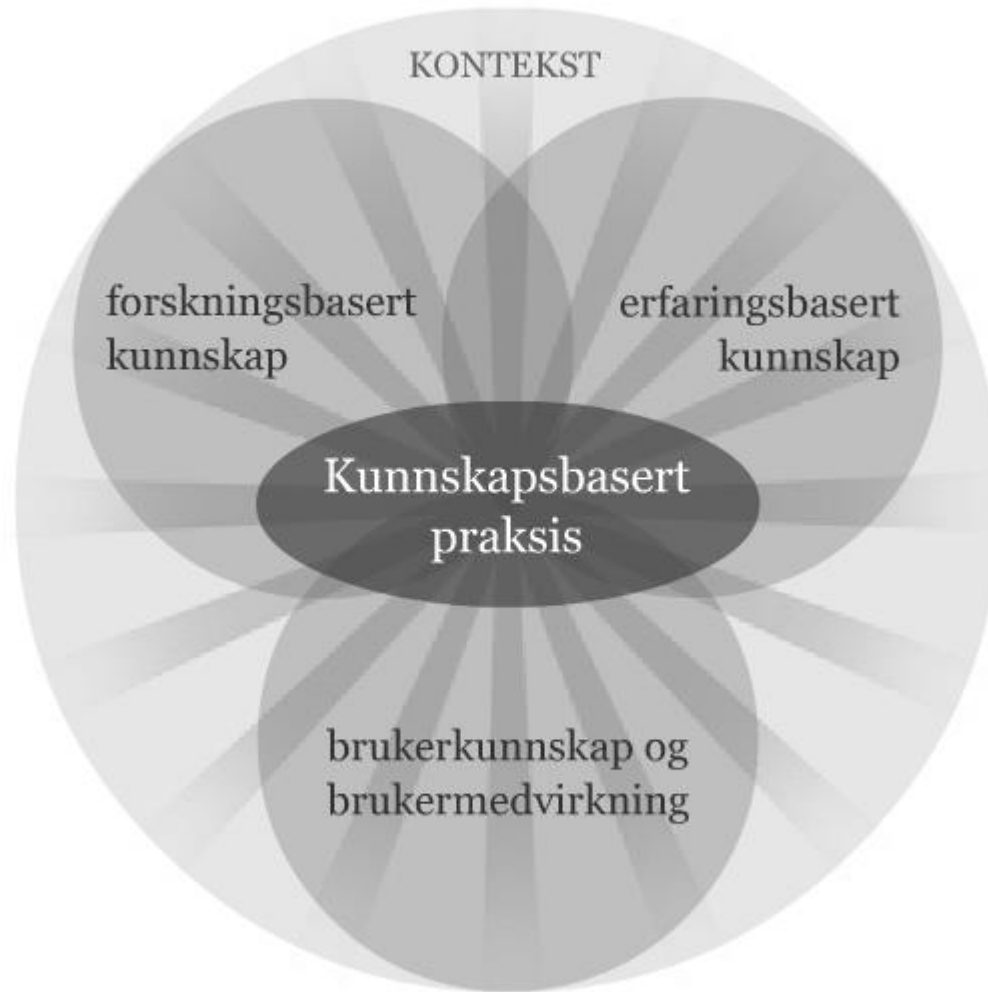 KONTEKST
forskningsbasert
kunnskap
erfaringsbasert
kunnskap
Kunnskapsbasert
praksis
brukerkunnskap og
brukermedvirkning